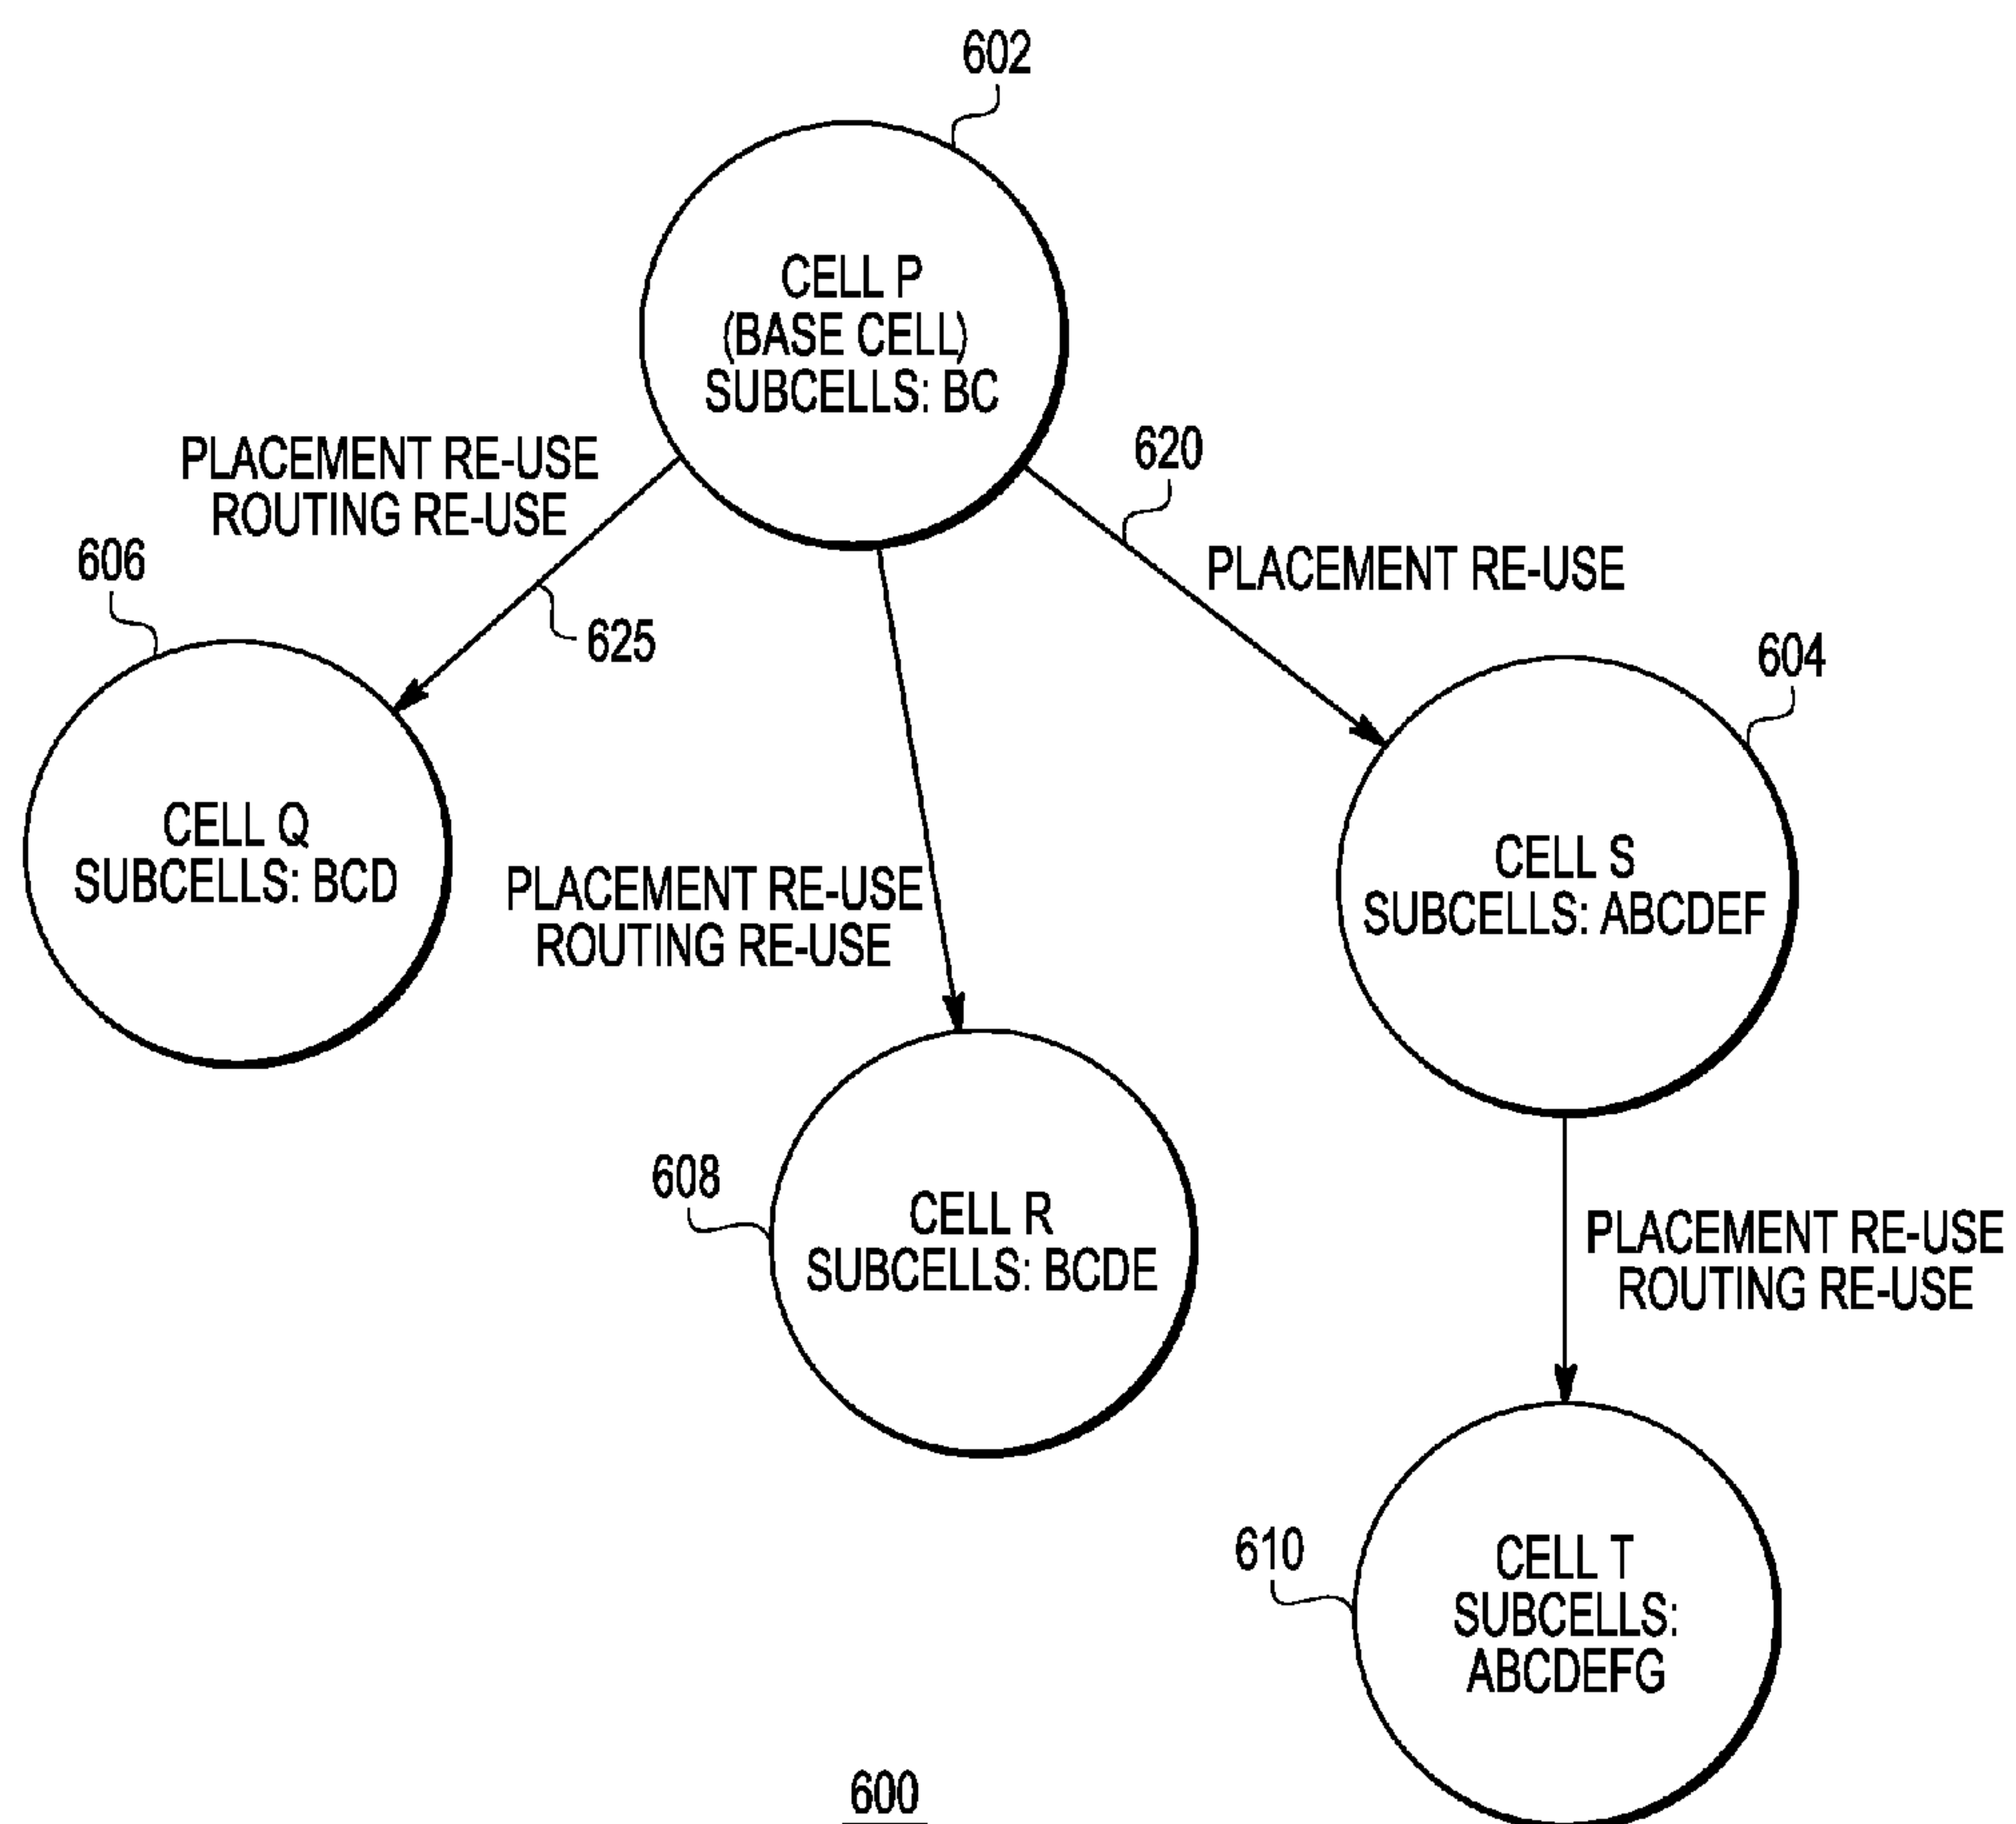 602
CELL P
(BASE CELL)
SUBCELLS: BC
PLACEMENT RE-USE
ROUTING RE-USE
620
PLACEMENT RE-USE
606
625
604
CELL Q
SUBCELLS: BCD
PLACEMENT RE-USE
ROUTING RE-USE
CELL S
SUBCELLS: ABCDEF
608
CELL R
SUBCELLS: BCDE
PLACEMENT RE-USE
ROUTING RE-USE
610
CELL T
SUBCELLS:
ABCDEFG
600